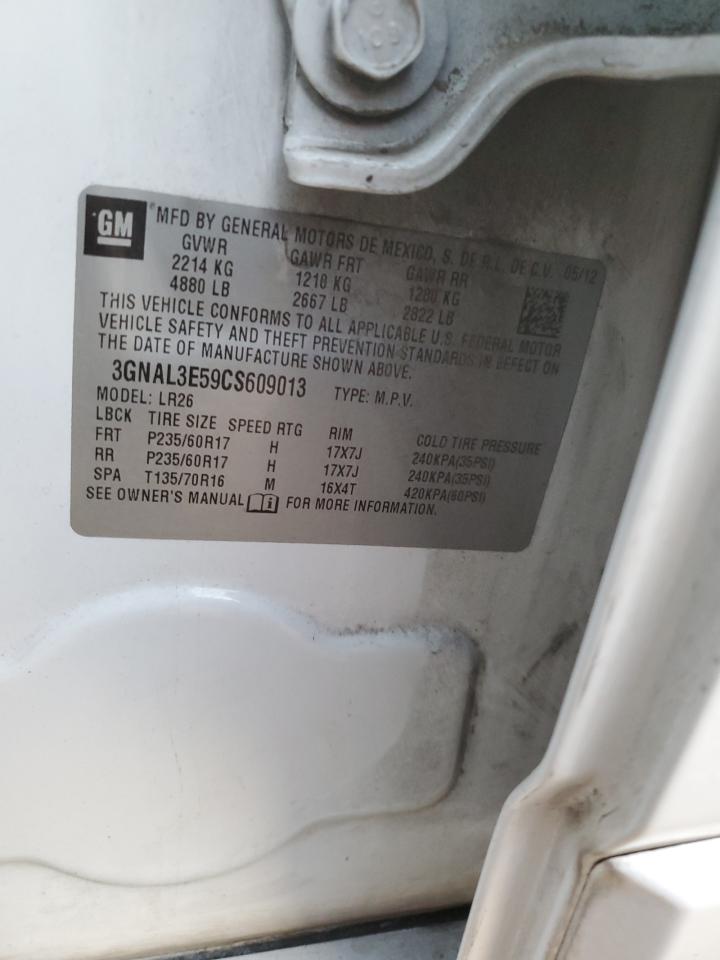 GM
®MFD BY GENERAL MOTORS DE MEXICO, S. DE R.L. DE C.V. 05/12
GVWR GAWR FRT GAWR RR
2214 KG 1210 KG 1280 KG
4880 LB 2667 LB 2822 LB
THIS VEHICLE CONFORMS TO ALL APPLICABLE U.S. FEDERAL MOTOR
VEHICLE SAFETY AND THEFT PREVENTION STANDARDS IN EFFECT ON
THE DATE OF MANUFACTURE SHOWN ABOVE.
3GNAL3E59CS609013 TYPE: M.P.V.
MODEL: LR26
LBCK TIRE SIZE SPEED RTG RIM COLD TIRE PRESSURE
FRT P235/60R17 H 17X7J 240KPA(35PSI)
RR P235/60R17 H 17X7J 240KPA(35PSI)
SPA T135/70R16 M 16X4T 420KPA(60PSI)
SEE OWNER'S MANUAL FOR MORE INFORMATION.